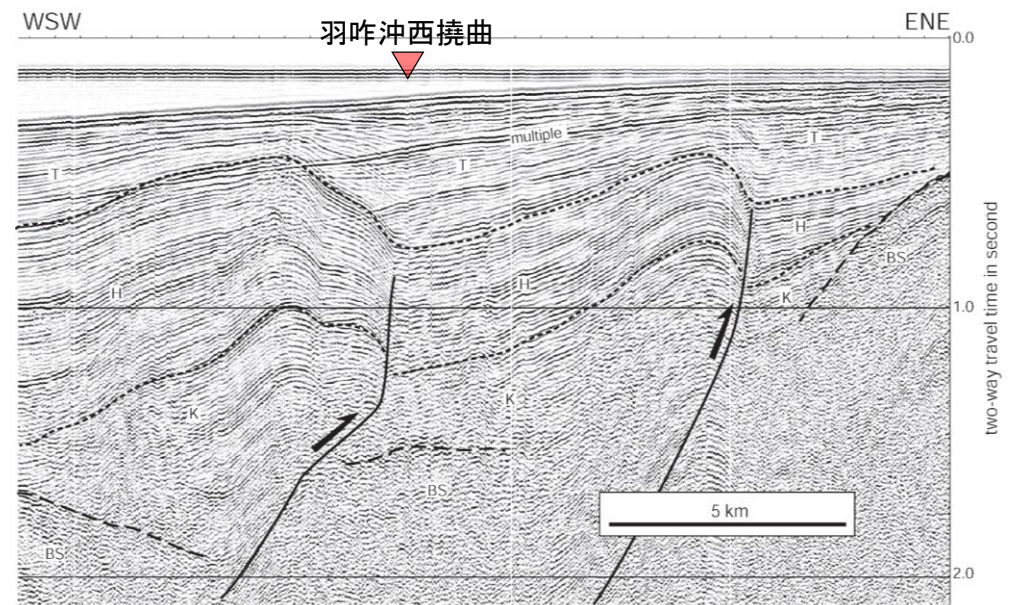 WSW
ENE
羽咋沖西撓曲
0.0
multiple
T
T
T
H
H
H
BS
K
K
K
1.0
BS
BS
5 km
2.0
two-way travel time in second